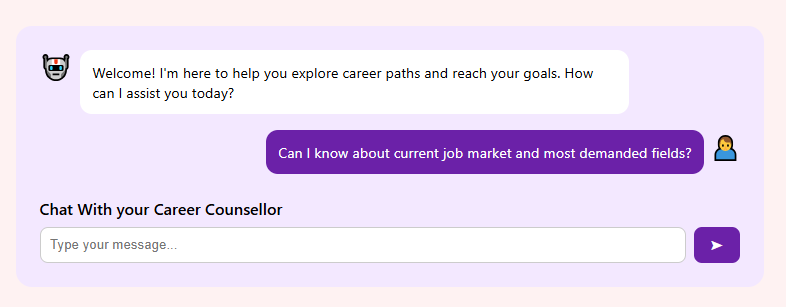 Welcome! I'm here to help you explore career paths and reach your goals. How
can I assist you today?
Can I know about current job market and most demanded fields?
Chat With your Career Counsellor
Type your message...